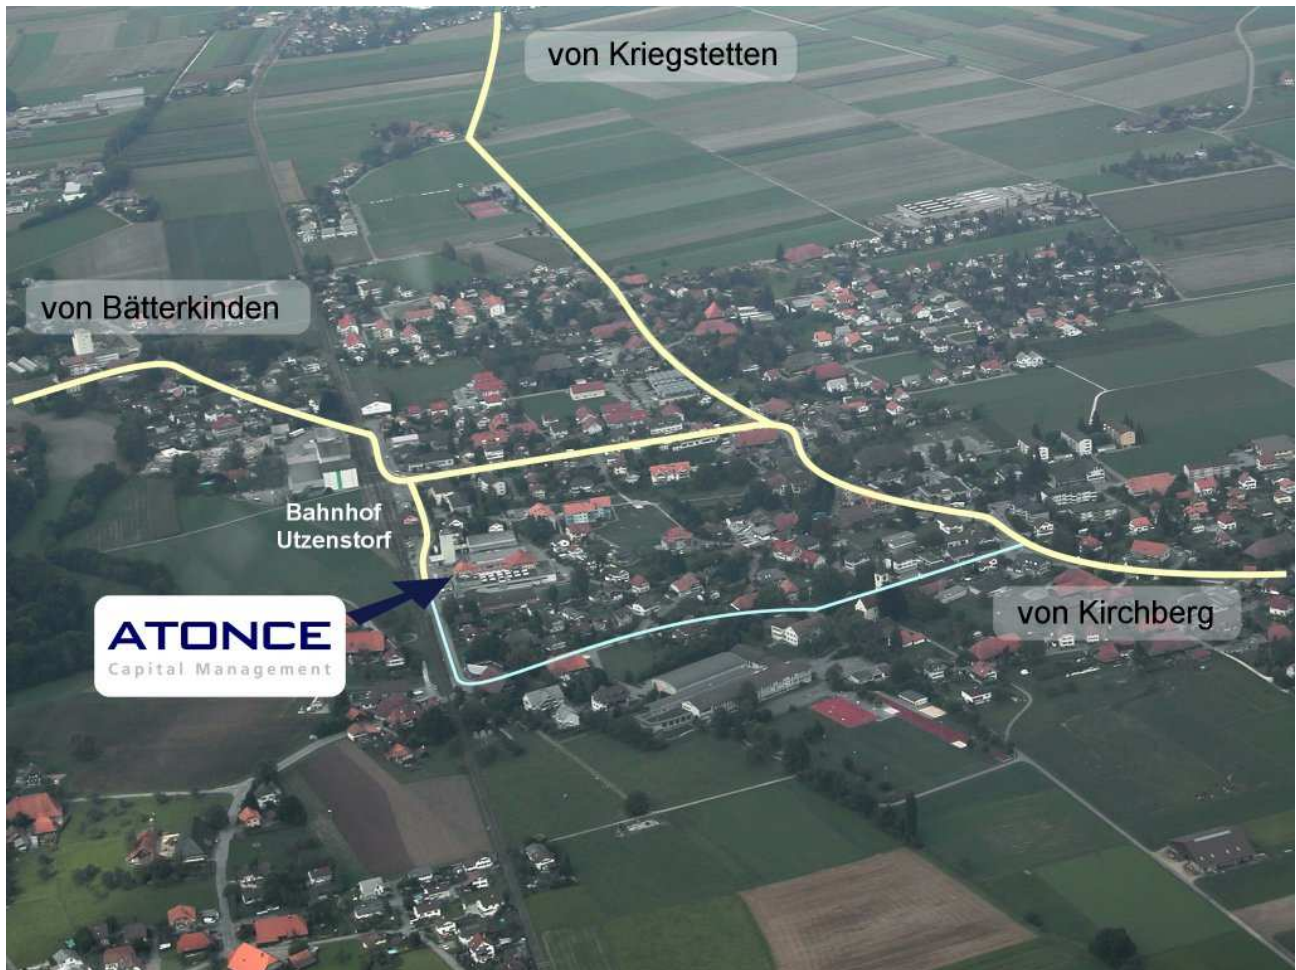 von Kriegstetten
von Bätterkinden
Bahnhof
Utzenstorf
ATONCE
Capital Management
von Kirchberg